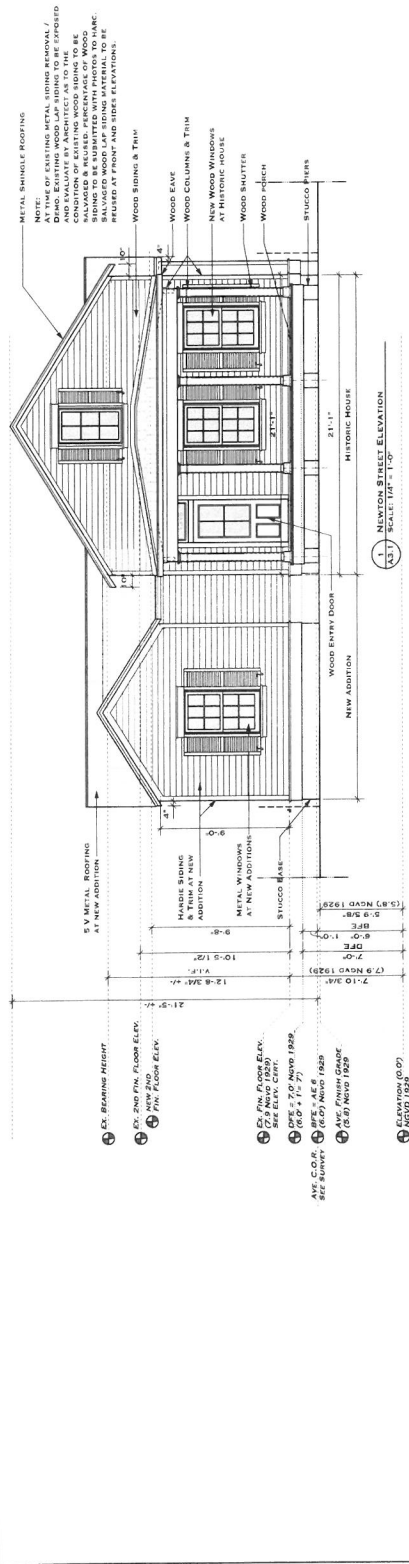 METAL SHINGLE ROOFING
NOTE:
AT TIME OF EXISTING METAL SIDING REMOVAL /
DEMO. EXISTING WOOD LAP SIDING TO BE EXPOSED
AND EVALUATE BY ARCHITECT AS TO THE
CONDITION OF EXISTING WOOD SIDING TO BE
SALVAGED & REUSED. PERCENTAGE OF WOOD
SIDING TO BE SUBMITTED WITH PHOTOS TO HARC.
SALVAGED WOOD LAP SIDING MATERIAL TO BE
REUSED AT FRONT AND SIDES ELEVATIONS.
WOOD SIDING & TRIM
WOOD EAVE
WOOD COLUMNS & TRIM
NEW WOOD WINDOWS
AT HISTORIC HOUSE
WOOD SHUTTER
WOOD PORCH
STUCCO PIERS
10"
4"
10"
21'-1"
21'-1"
HISTORIC HOUSE
WOOD ENTRY DOOR
NEW ADDITION
5 V METAL ROOFING
AT NEW ADDITION
4"
HARDIE SIDING
& TRIM AT NEW
ADDITION
METAL WINDOWS
AT NEW ADDITIONS
STUCCO BASE
9'-0"
9'-8"
10'-5 1/2"
12'-8 3/4" +/-
V.I.F.
21'-5" +/-
1'-0"
5'-9 5/8"
(5.8') NGVD 1929
6'-0"
BFE
7'-0"
DFE
7'-10 3/4"
(7.9 NGVD 1929)
EX. BEARING HEIGHT
EX. 2ND FIN. FLOOR ELEV.
NEW 2ND
FIN. FLOOR ELEV.
EX. FIN. FLOOR ELEV.
(7.9 NGVD 1929)
SEE ELEV. CERT.
DFE = 7.0' NGVD 1929
(6.0' + 1'= 7')
AVE. C.O.R.
SEE SURVEY
BFE = AE 6
(6.0') NGVD 1929
AVE. FINISH GRADE
(5.8) NGVD 1929
ELEVATION (0.0')
NGVD 1929
1
A3.1
NEWTON STREET ELEVATION
SCALE: 1/4" = 1'-0"